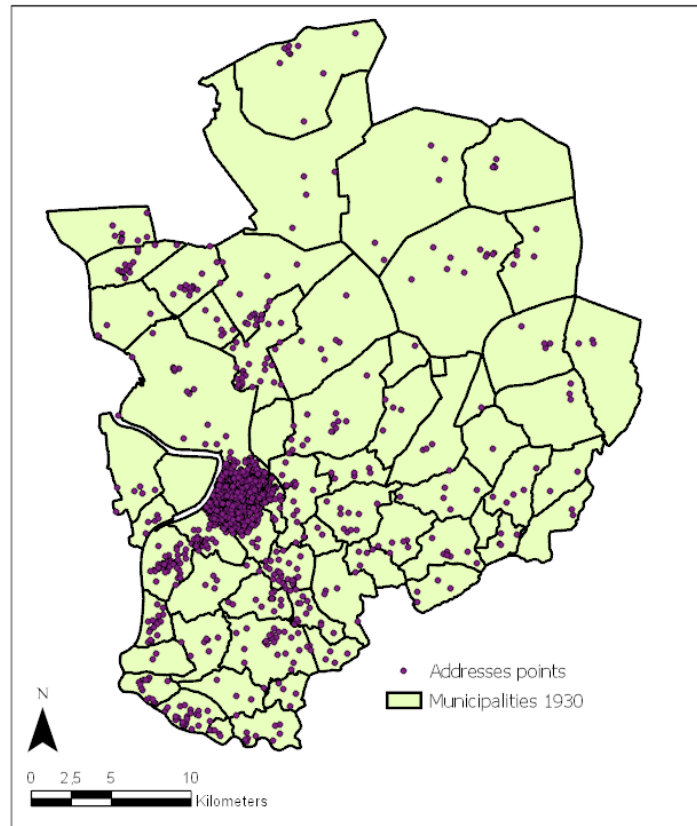 Addresses points
Municipalities 1930
N
0 2,5 5 10
Kilometers